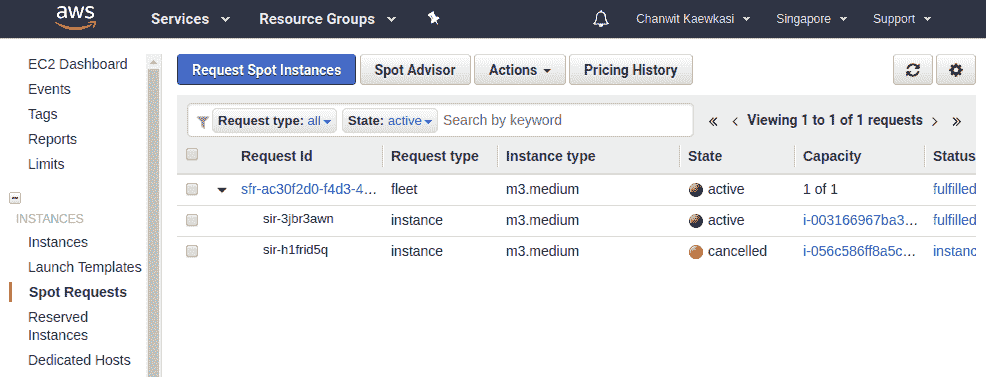 aws Services Resource Groups Chanwit Kaewkasi Singapore Support
EC2 Dashboard
Events
Tags
Reports
Limits
INSTANCES
Instances
Launch Templates
Spot Requests
Reserved
Instances
Dedicated Hosts
Request Spot Instances Spot Advisor Actions Pricing History
Request type: all State: active Search by keyword « ‹ Viewing 1 to 1 of 1 requests › »
Request Id Request type Instance type State Capacity Status
sfr-ac30f2d0-f4d3-4... fleet m3.medium active 1 of 1 fulfilled
sir-3jbr3awn instance m3.medium active i-003166967ba3... fulfilled
sir-h1frid5q instance m3.medium cancelled i-056c586ff8a5c... instanc